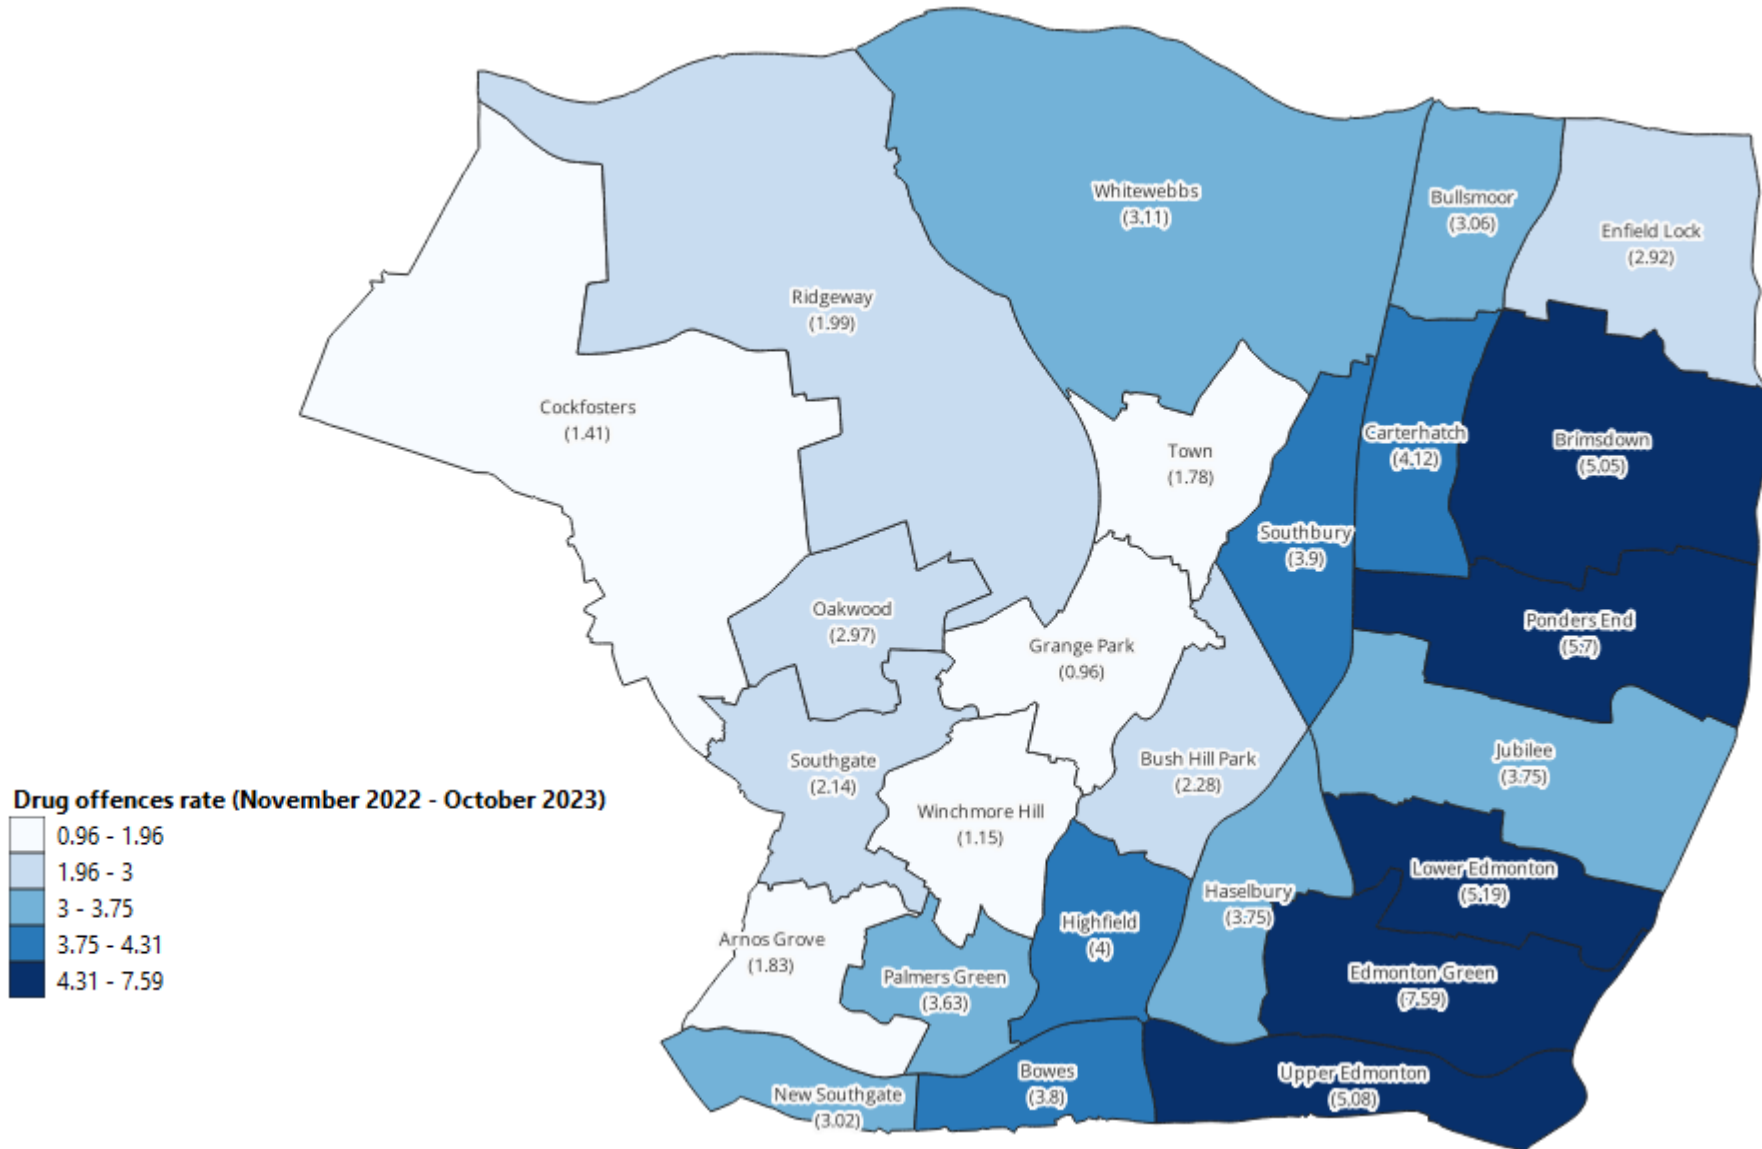 Whitewebbs
(3.11)
Bullsmoor
(3.06)
Enfield Lock
(2.92)
Ridgeway
(1.99)
Cockfosters
(1.41)
Town
(1.78)
Carterhatch
(4.12)
Brimsdown
(5.05)
Southbury
(3.9)
Oakwood
(2.97)
Grange Park
(0.96)
Ponders End
(5.7)
Southgate
(2.14)
Bush Hill Park
(2.28)
Jubilee
(3.75)
Winchmore Hill
(1.15)
Lower Edmonton
(5.19)
Haselbury
(3.75)
Highfield
(4)
Arnos Grove
(1.83)
Palmers Green
(3.63)
Edmonton Green
(7.59)
New Southgate
(3.02)
Bowes
(3.8)
Upper Edmonton
(5.08)
Drug offences rate (November 2022 - October 2023)
0.96 - 1.96
1.96 - 3
3 - 3.75
3.75 - 4.31
4.31 - 7.59